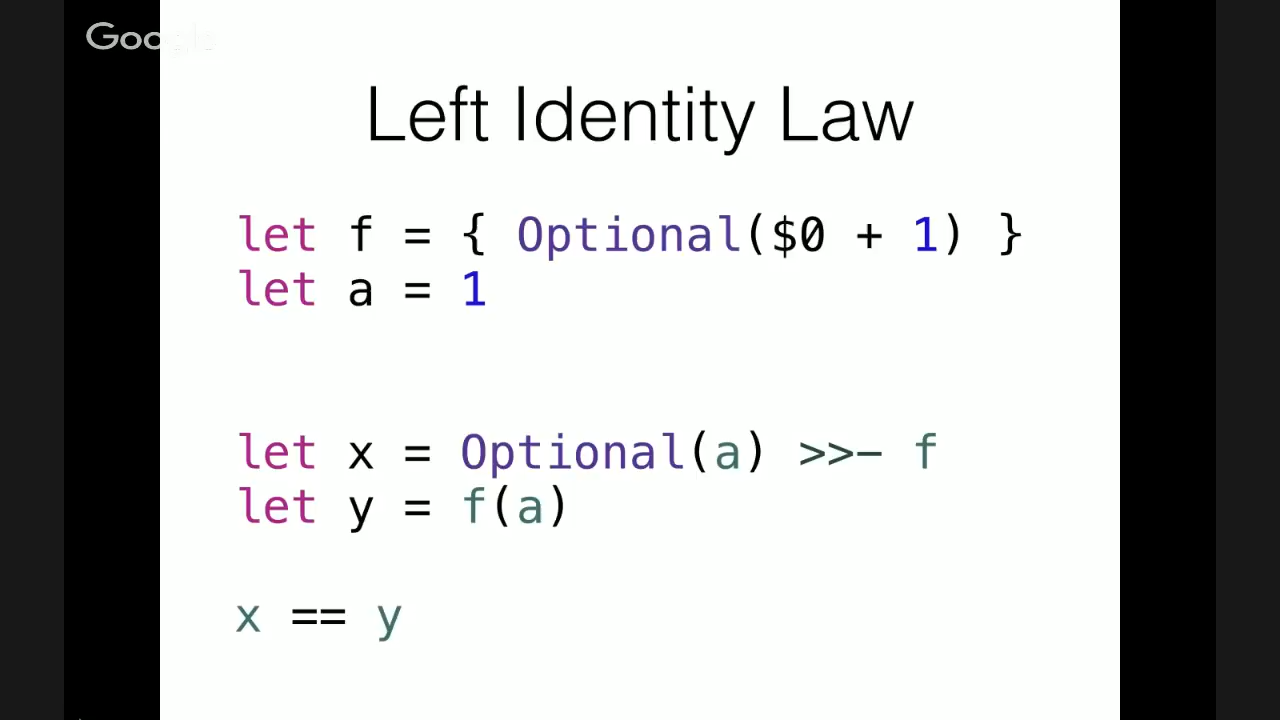 Google
Left Identity Law
let f = { Optional($0 + 1) }
let a = 1
let x = Optional(a) >>- f
let y = f(a)
x == y